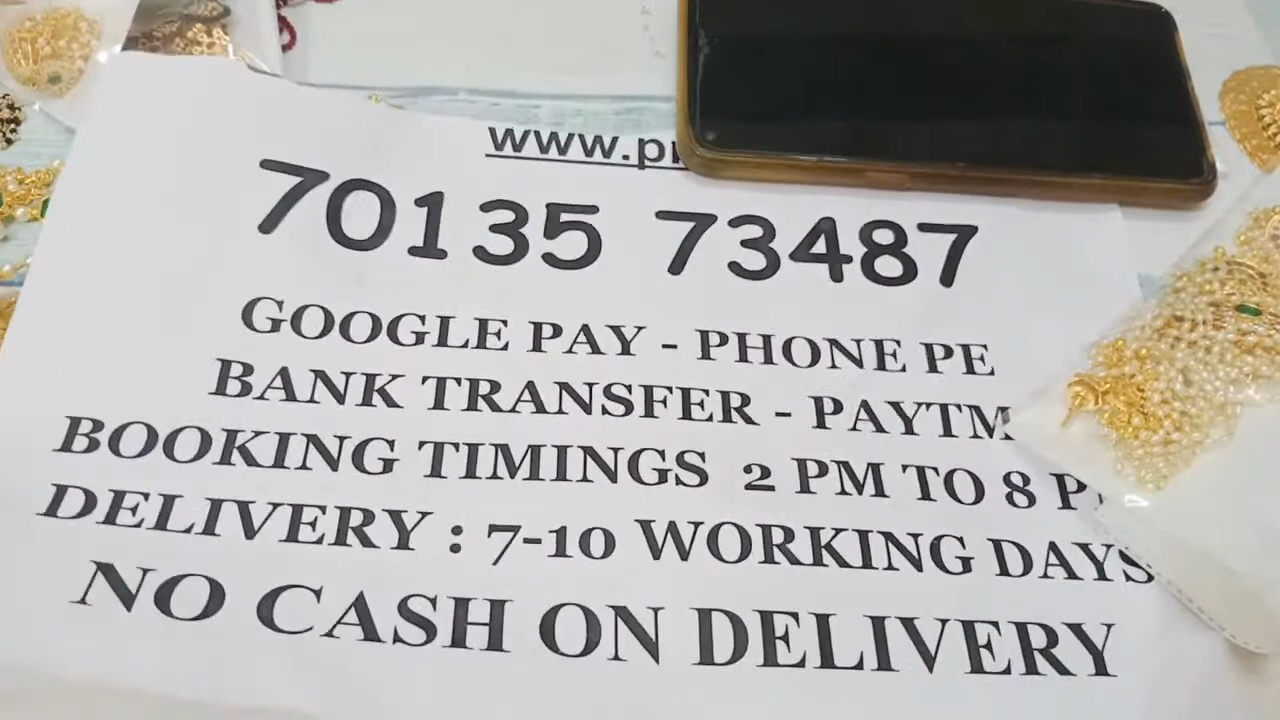 www.pr
70135 73487
GOOGLE PAY - PHONE PE
BANK TRANSFER - PAYTM
BOOKING TIMINGS 2 PM TO 8 P
DELIVERY : 7-10 WORKING DAYS
NO CASH ON DELIVERY